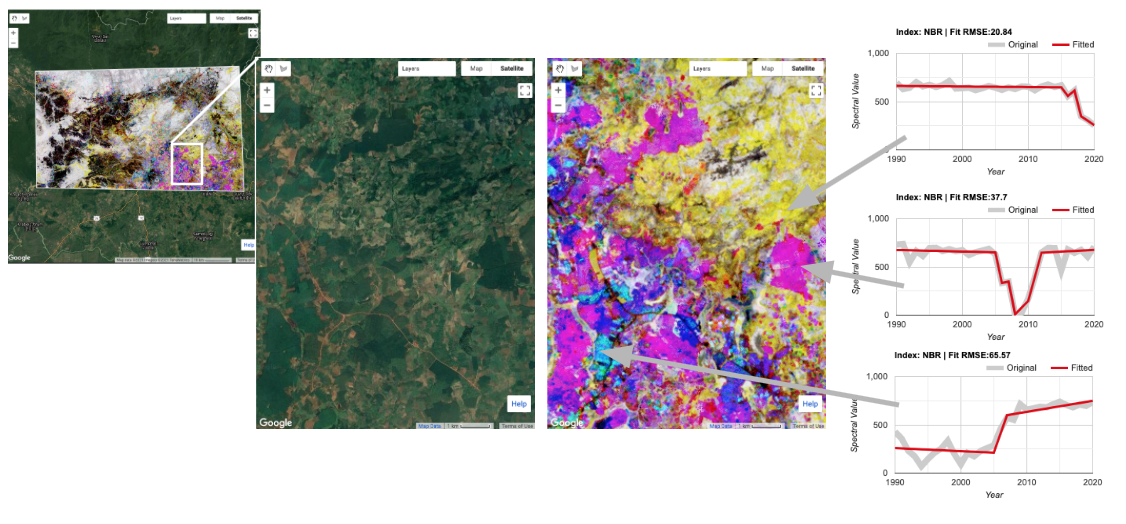 Layers
Map
Satellite
+
−
Help
Google
Layers
Map
Satellite
+
−
Help
Google
Map Data
1 km
Terms of Use
Layers
Map
Satellite
+
−
Help
Google
Map Data
1 km
Terms of Use
Index: NBR | Fit RMSE:20.84
Original
Fitted
1,000
500
0
Spectral Value
1990
2000
2010
2020
Year
Index: NBR | Fit RMSE:37.7
Original
Fitted
1,000
500
0
Spectral Value
1990
2000
2010
2020
Year
Index: NBR | Fit RMSE:65.57
Original
Fitted
1,000
500
0
Spectral Value
1990
2000
2010
2020
Year